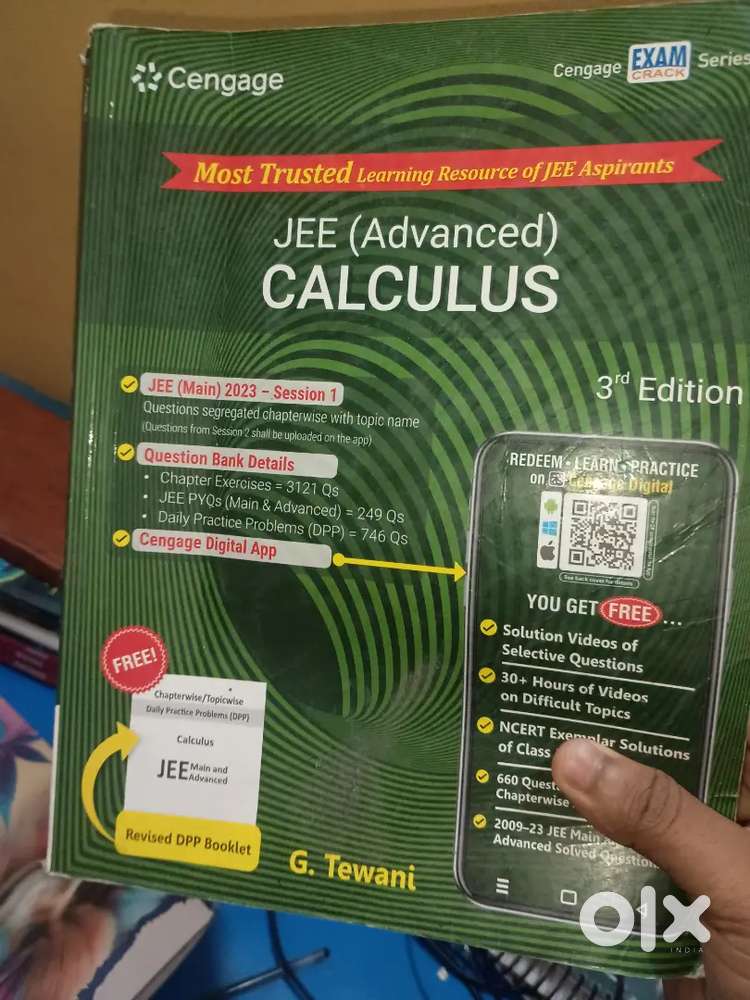 Cengage
Cengage EXAM CRACK Series
Most Trusted Learning Resource of JEE Aspirants
JEE (Advanced)
CALCULUS
3rd Edition
JEE (Main) 2023 – Session 1
Questions segregated chapterwise with topic name
(Questions from Session 2 shall be uploaded on the app)
Question Bank Details
• Chapter Exercises = 3121 Qs
• JEE PYQs (Main & Advanced) = 249 Qs
• Daily Practice Problems (DPP) = 746 Qs
Cengage Digital App
REDEEM • LEARN • PRACTICE
on Cengage Digital
See back cover for details
YOU GET FREE ...
Solution Videos of
Selective Questions
30+ Hours of Videos
on Difficult Topics
NCERT Exemplar Solutions
of Class
660
Chapterwise
2009–23 JEE Main
Advanced Solved
FREE!
Chapterwise/Topicwise
Daily Practice Problems (DPP)
Calculus
JEE Main and
Advanced
Revised DPP Booklet
G. Tewani
olx
INDIA